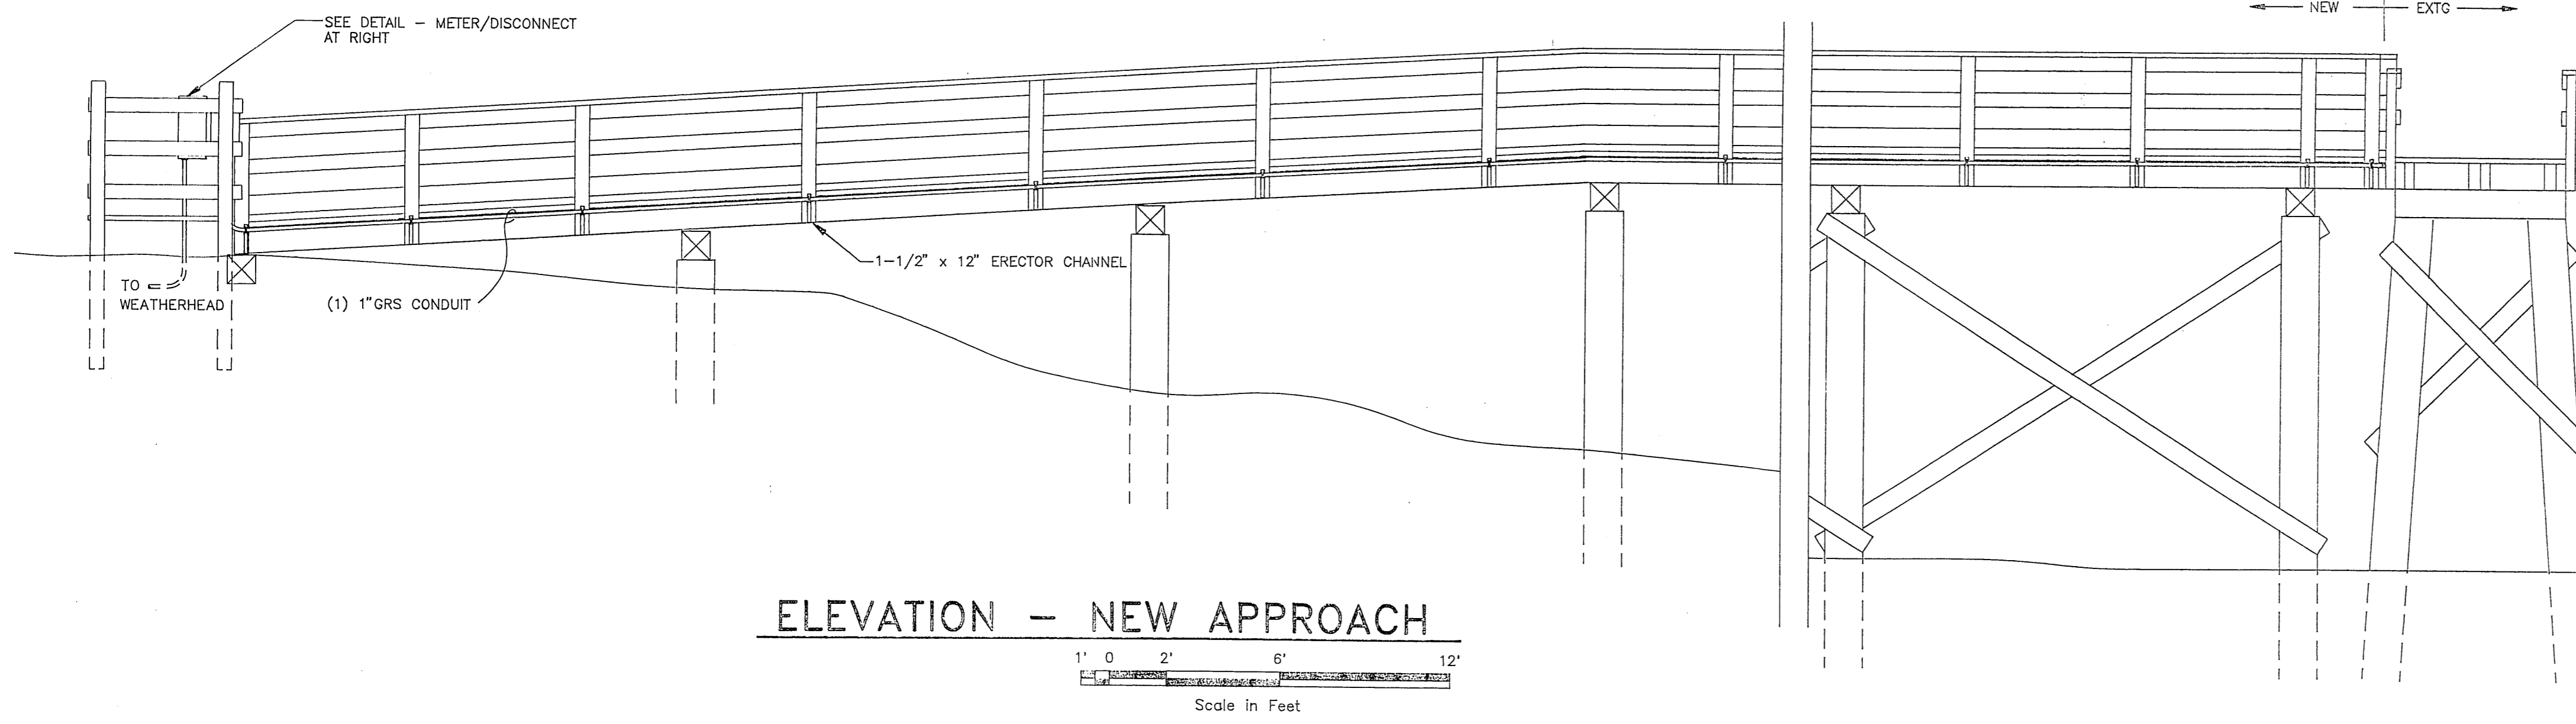 SEE DETAIL - METER/DISCONNECT
AT RIGHT
NEW
EXTG
TO
WEATHERHEAD
(1) 1"GRS CONDUIT
1-1/2" x 12" ERECTOR CHANNEL
ELEVATION - NEW APPROACH
1' 0 2' 6' 12'
Scale in Feet